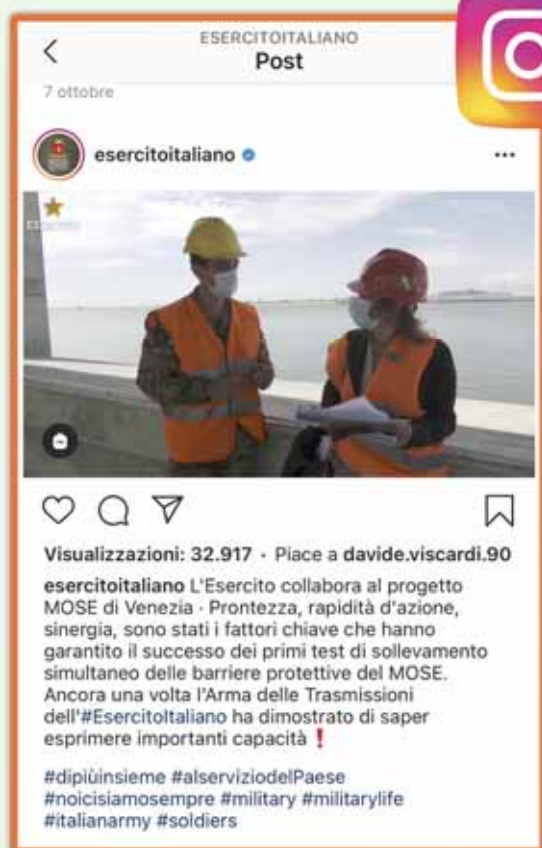 ESERCITOITALIANO
Post
7 ottobre
esercitoitaliano
Visualizzazioni: 32.917 · Piace a davide.viscardi.90
esercitoitaliano L'Esercito collabora al progetto
MOSE di Venezia · Prontezza, rapidità d'azione,
sinergia, sono stati i fattori chiave che hanno
garantito il successo dei primi test di sollevamento
simultaneo delle barriere protettive del MOSE.
Ancora una volta l'Arma delle Trasmissioni
dell'#EsercitoItaliano ha dimostrato di saper
esprimere importanti capacità ❗
#dipiùinsieme #alserviziodelPaese
#noicisiamosempre #military #militarylife
#italianarmy #soldiers